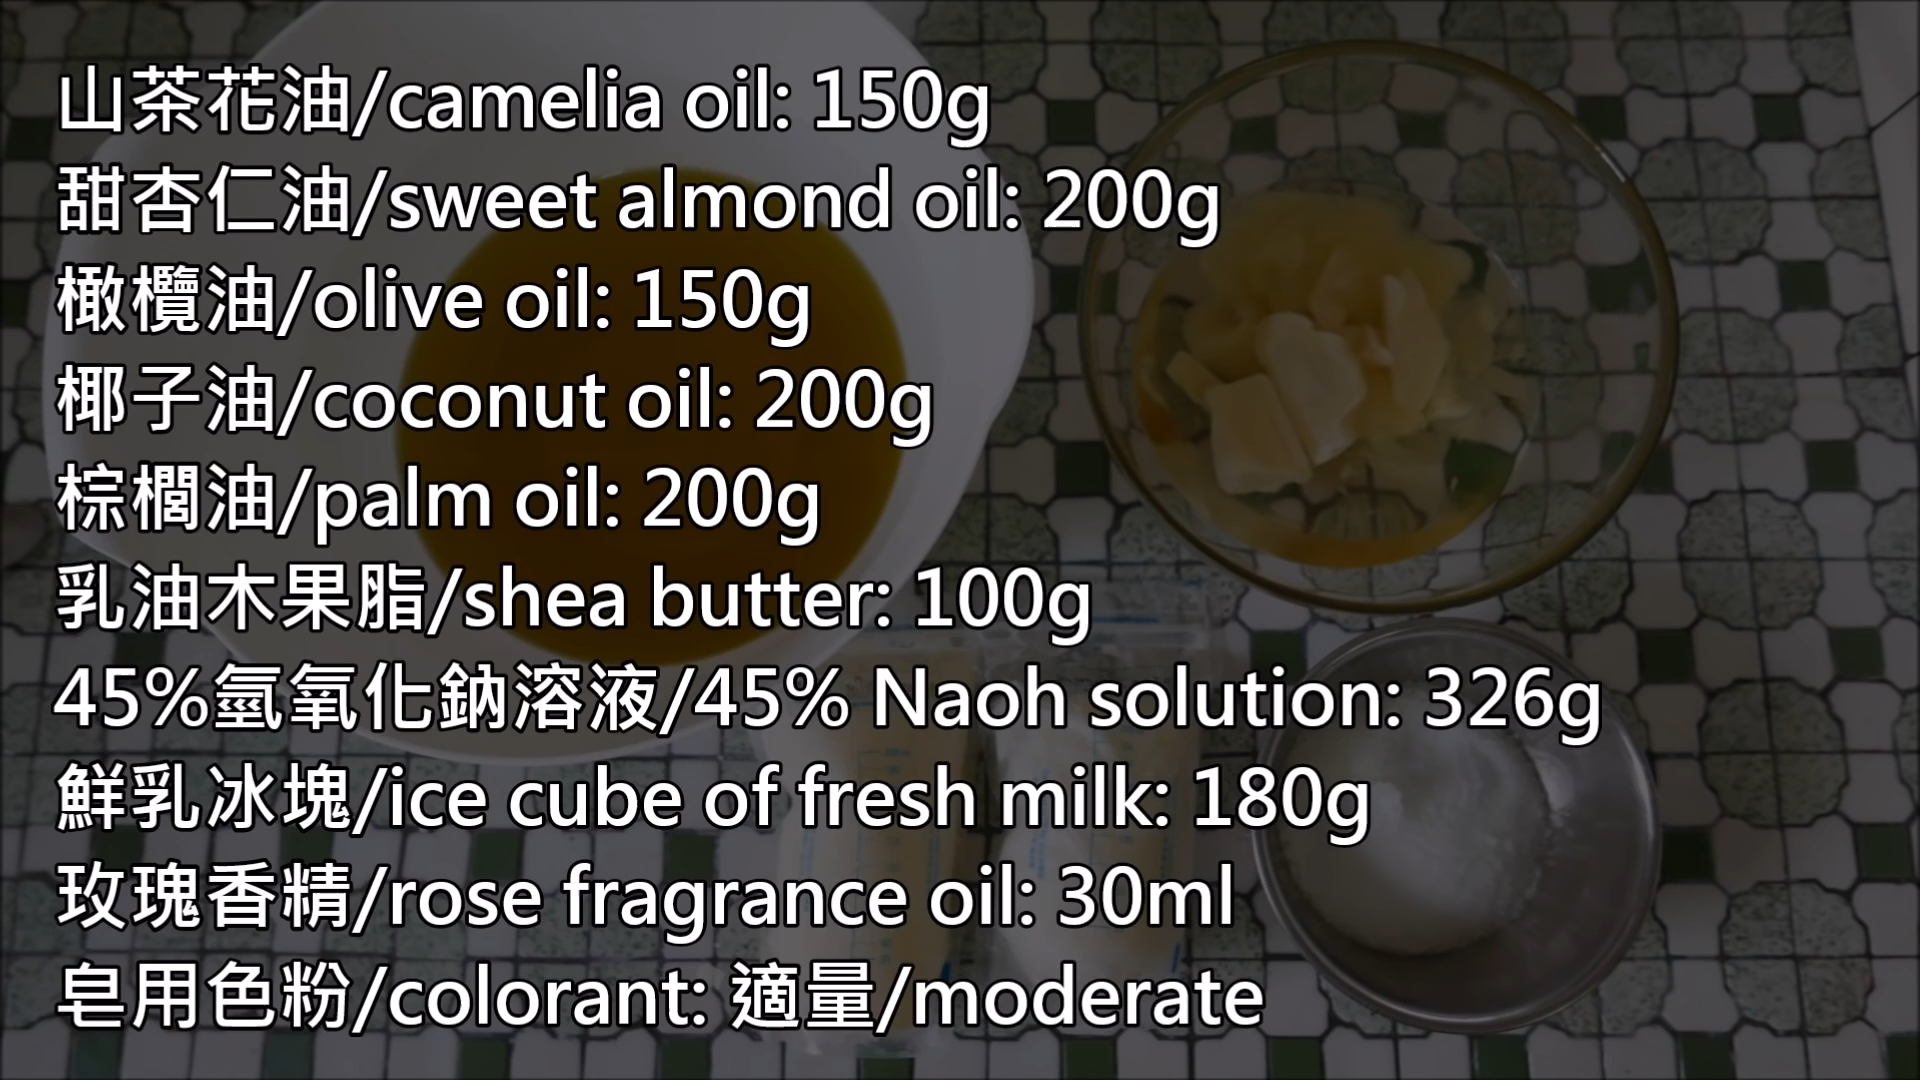 山茶花油/camelia oil: 150g
甜杏仁油/sweet almond oil: 200g
橄欖油/olive oil: 150g
椰子油/coconut oil: 200g
棕櫚油/palm oil: 200g
乳油木果脂/shea butter: 100g
45%氫氧化鈉溶液/45% Naoh solution: 326g
鮮乳冰塊/ice cube of fresh milk: 180g
玫瑰香精/rose fragrance oil: 30ml
皂用色粉/colorant: 適量/moderate